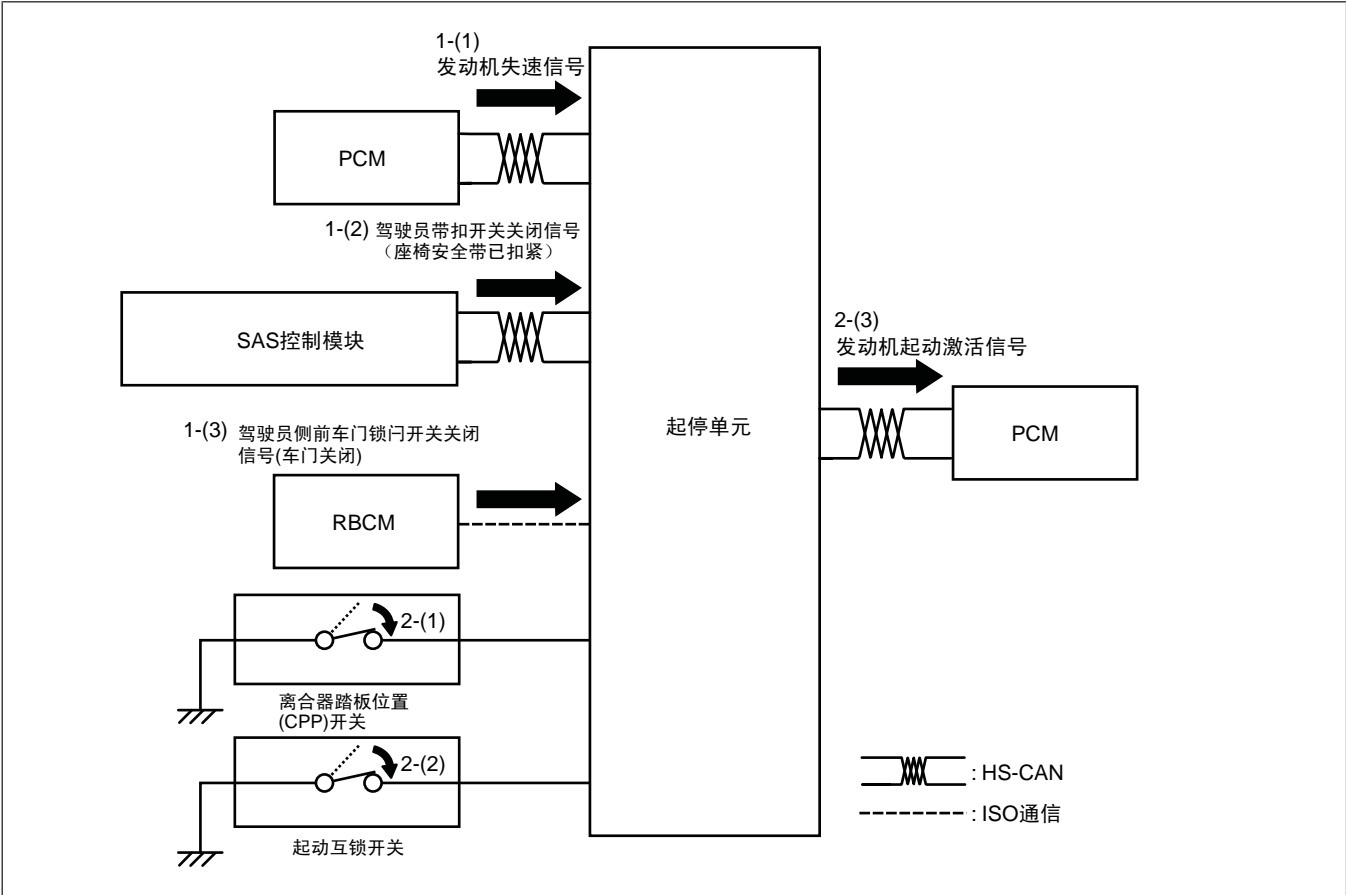 1-(1)
发动机失速信号
PCM
1-(2) 驾驶员带扣开关关闭信号
（座椅安全带已扣紧）
SAS控制模块
1-(3) 驾驶员侧前车门锁闩开关关闭
信号(车门关闭)
RBCM
2-(1)
离合器踏板位置
(CPP)开关
2-(2)
起动互锁开关
起停单元
2-(3)
发动机起动激活信号
PCM
: HS-CAN
: ISO通信